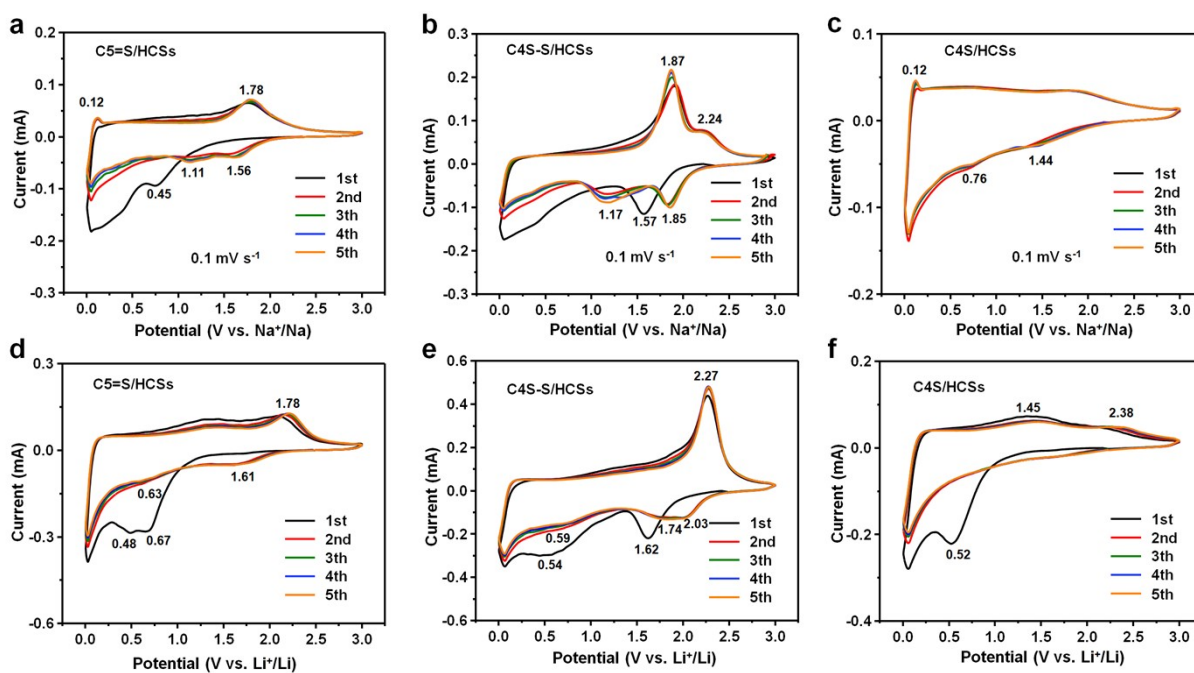 a
C5=S/HCSs
0.12
1.78
0.45
1.11
1.56
1st
2nd
3th
4th
5th
0.1 mV s⁻¹
0.3
0.2
0.1
0.0
-0.1
-0.2
-0.3
Current (mA)
0.0 0.5 1.0 1.5 2.0 2.5 3.0
Potential (V vs. Na⁺/Na)
b
C4S-S/HCSs
1.87
2.24
1.17
1.57
1.85
1st
2nd
3th
4th
5th
0.1 mV s⁻¹
0.3
0.2
0.1
0.0
-0.1
-0.2
-0.3
Current (mA)
0.0 0.5 1.0 1.5 2.0 2.5 3.0
Potential (V vs. Na⁺/Na)
c
C4S/HCSs
0.12
0.76
1.44
1st
2nd
3th
4th
5th
0.1 mV s⁻¹
0.1
0.0
-0.1
-0.2
Current (mA)
0.0 0.5 1.0 1.5 2.0 2.5 3.0
Potential (V vs. Na⁺/Na)
d
C5=S/HCSs
1.78
0.63
1.61
0.48
0.67
1st
2nd
3th
4th
5th
0.3
0.0
-0.3
-0.6
Current (mA)
0.0 0.5 1.0 1.5 2.0 2.5 3.0
Potential (V vs. Li⁺/Li)
e
C4S-S/HCSs
2.27
0.59
0.54
1.62
1.74
2.03
1st
2nd
3th
4th
5th
0.6
0.4
0.2
0.0
-0.2
-0.4
-0.6
Current (mA)
0.0 0.5 1.0 1.5 2.0 2.5 3.0
Potential (V vs. Li⁺/Li)
f
C4S/HCSs
1.45
2.38
0.52
1st
2nd
3th
4th
5th
0.2
0.0
-0.2
-0.4
Current (mA)
0.0 0.5 1.0 1.5 2.0 2.5 3.0
Potential (V vs. Li⁺/Li)